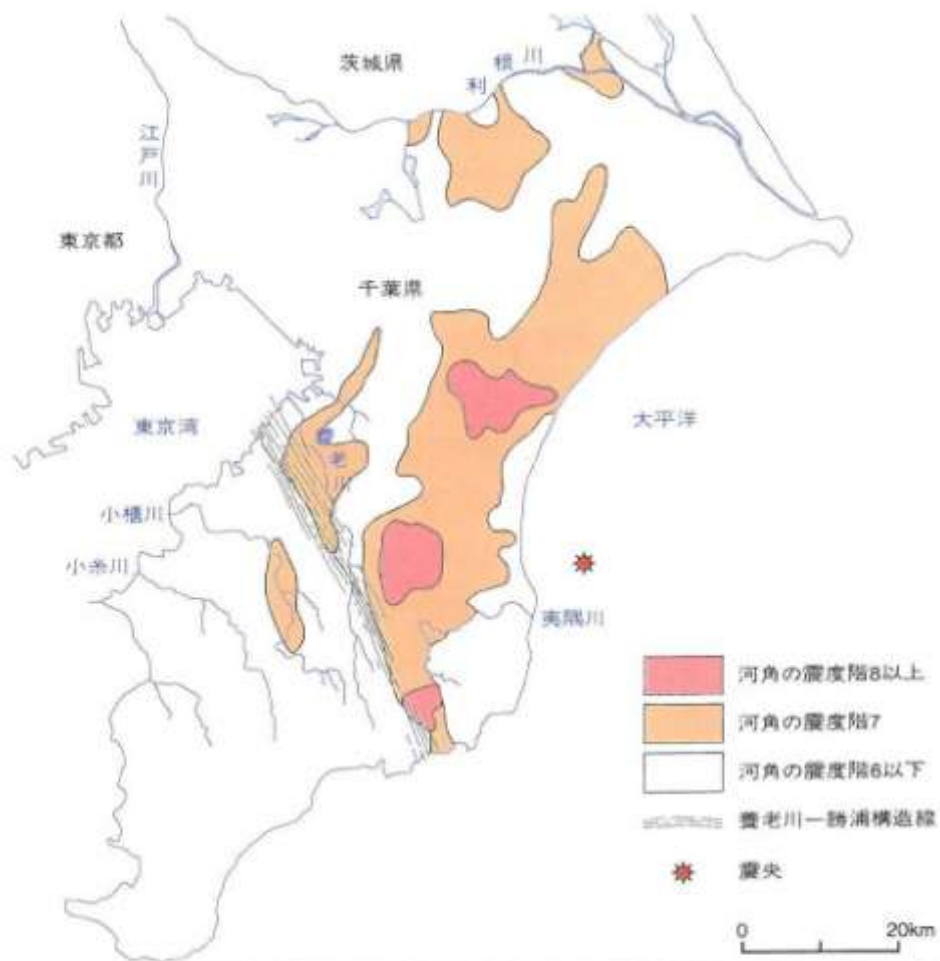 茨城県
利根川
江戸川
東京都
千葉県
東京湾
養老川
太平洋
小櫃川
小糸川
夷隅川
河角の震度階8以上
河角の震度階7
河角の震度階6以下
養老川ー勝浦構造線
震央
0
20km